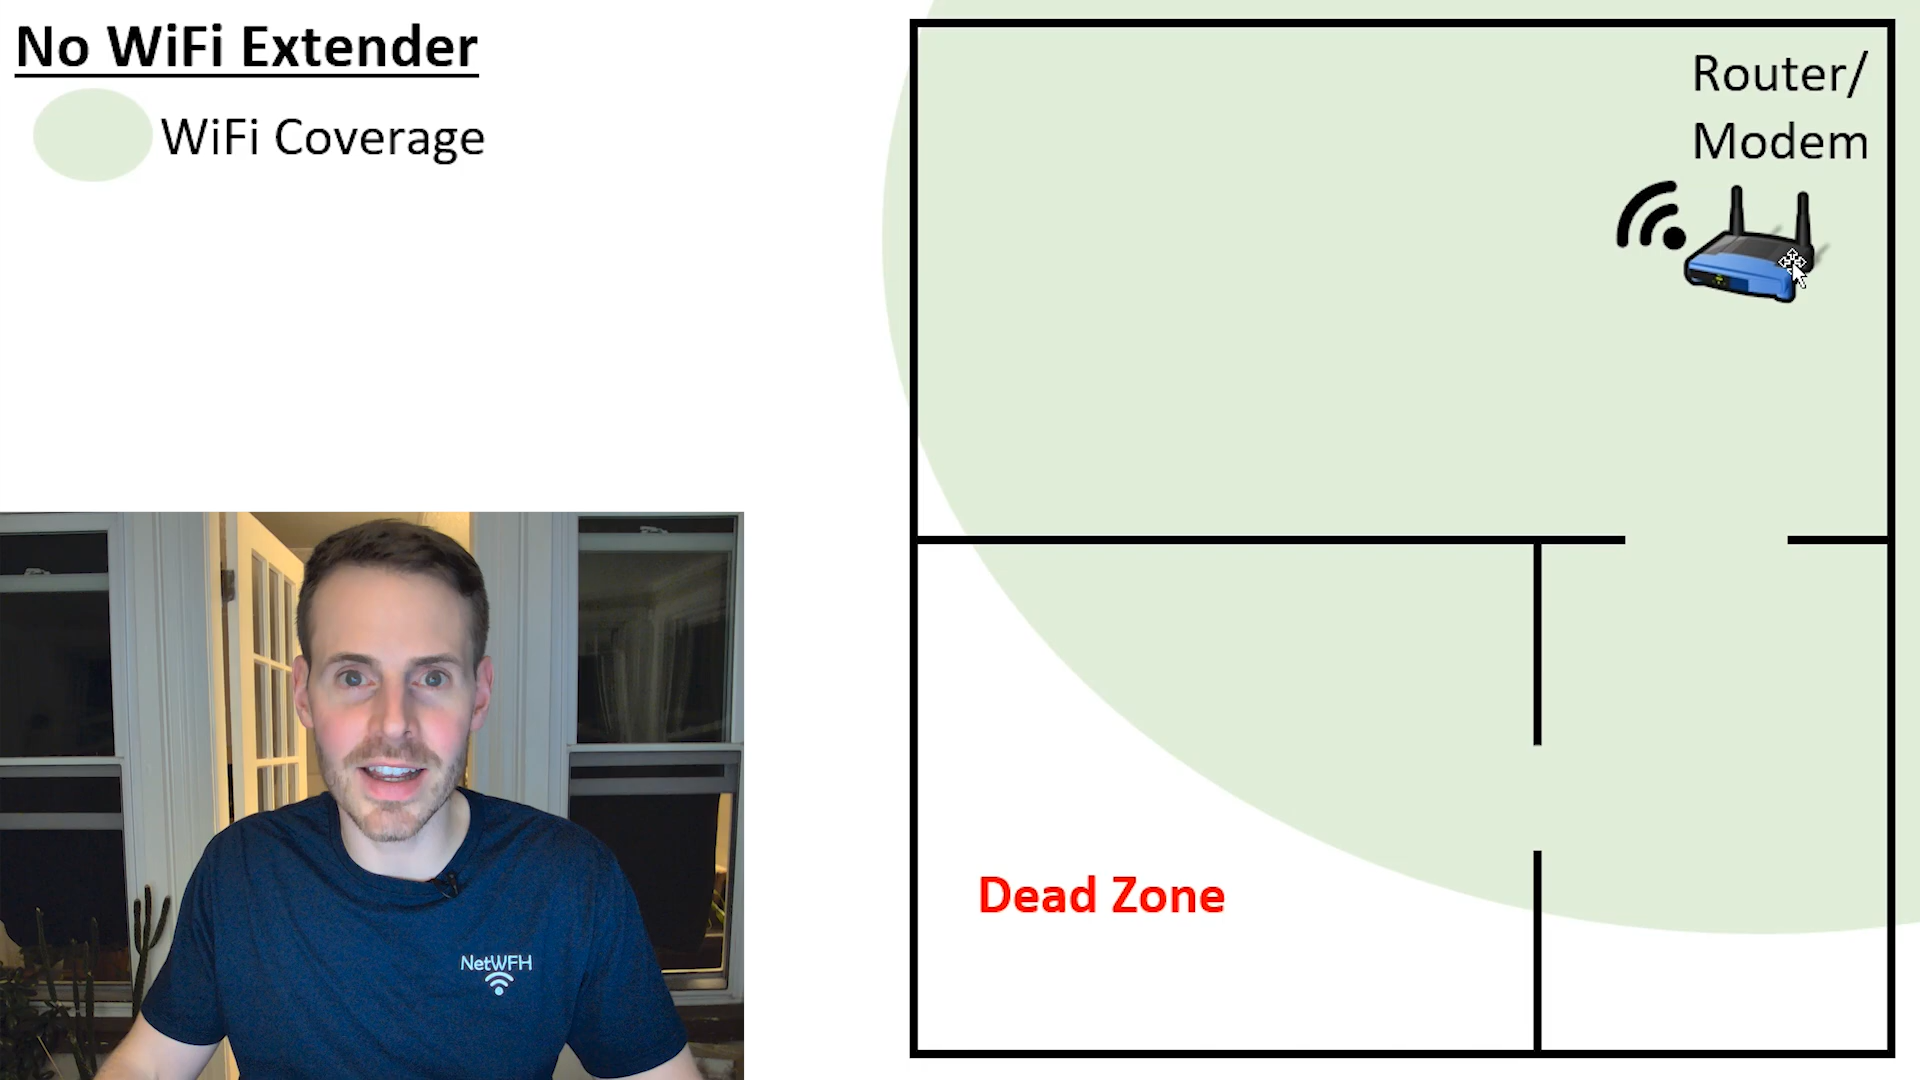 No WiFi Extender
WiFi Coverage
Router/
Modem
Dead Zone
NetWFH